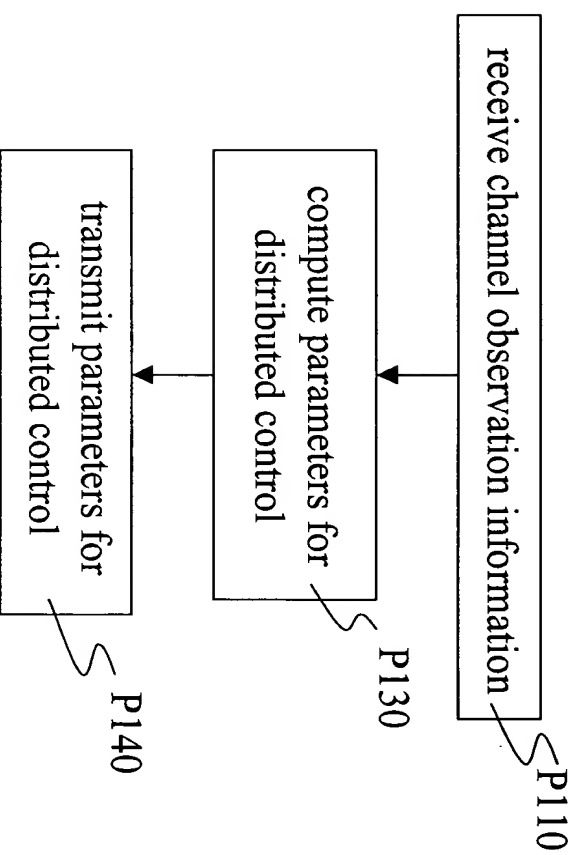 receive channel observation information
P110
compute parameters for
distributed control
P130
transmit parameters for
distributed control
P140